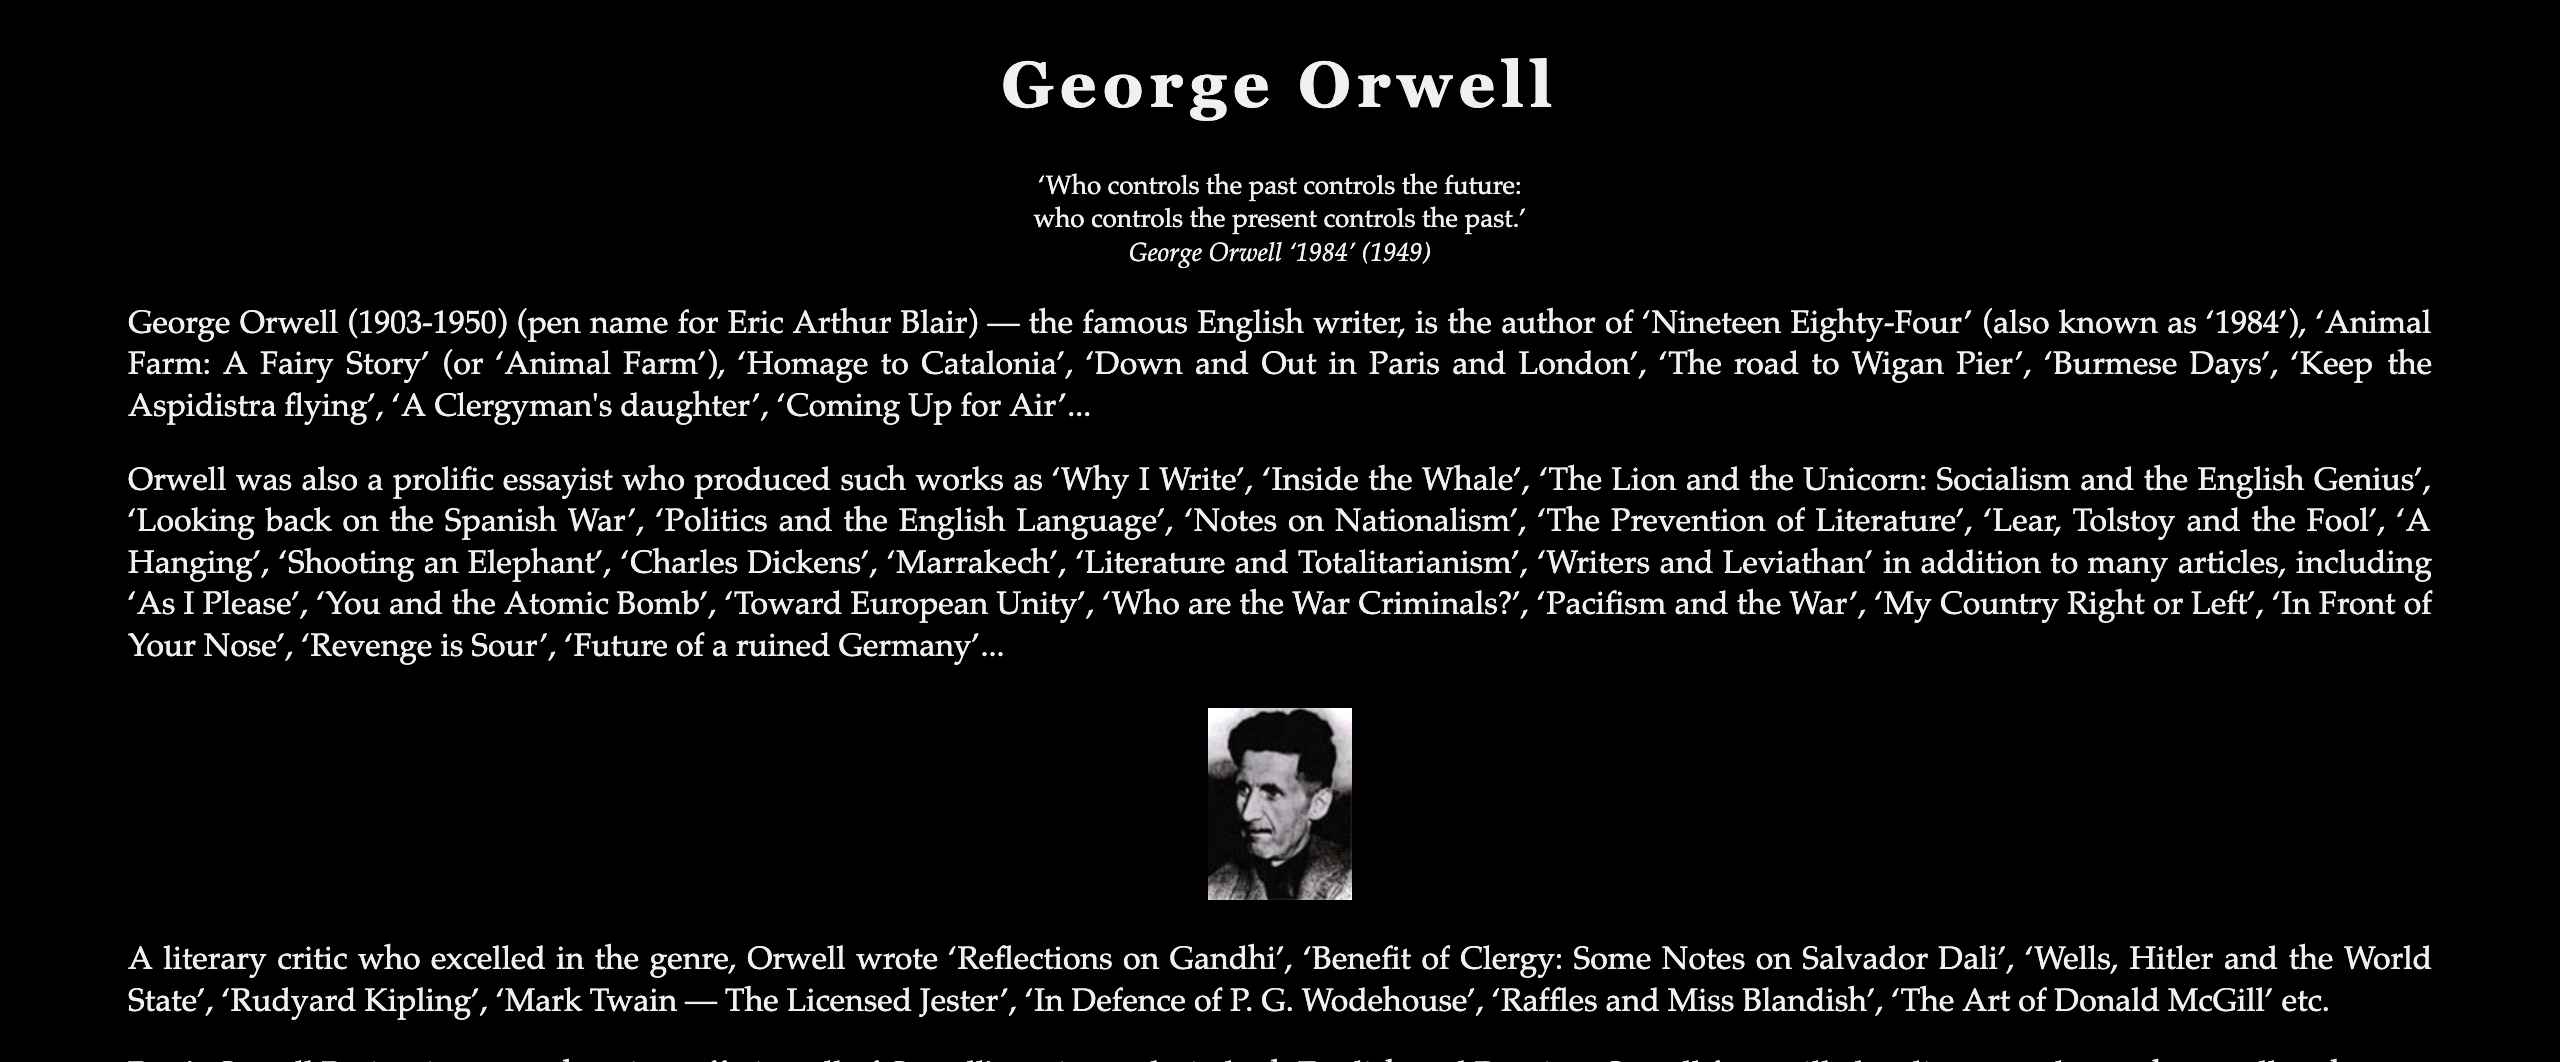 George Orwell
‘Who controls the past controls the future:
who controls the present controls the past.’
George Orwell ‘1984’ (1949)
George Orwell (1903-1950) (pen name for Eric Arthur Blair) — the famous English writer, is the author of ‘Nineteen Eighty-Four’ (also known as ‘1984’), ‘Animal
Farm: A Fairy Story’ (or ‘Animal Farm’), ‘Homage to Catalonia’, ‘Down and Out in Paris and London’, ‘The road to Wigan Pier’, ‘Burmese Days’, ‘Keep the
Aspidistra flying’, ‘A Clergyman's daughter’, ‘Coming Up for Air’...
Orwell was also a prolific essayist who produced such works as ‘Why I Write’, ‘Inside the Whale’, ‘The Lion and the Unicorn: Socialism and the English Genius’,
‘Looking back on the Spanish War’, ‘Politics and the English Language’, ‘Notes on Nationalism’, ‘The Prevention of Literature’, ‘Lear, Tolstoy and the Fool’, ‘A
Hanging’, ‘Shooting an Elephant’, ‘Charles Dickens’, ‘Marrakech’, ‘Literature and Totalitarianism’, ‘Writers and Leviathan’ in addition to many articles, including
‘As I Please’, ‘You and the Atomic Bomb’, ‘Toward European Unity’, ‘Who are the War Criminals?’, ‘Pacifism and the War’, ‘My Country Right or Left’, ‘In Front of
Your Nose’, ‘Revenge is Sour’, ‘Future of a ruined Germany’...
A literary critic who excelled in the genre, Orwell wrote ‘Reflections on Gandhi’, ‘Benefit of Clergy: Some Notes on Salvador Dali’, ‘Wells, Hitler and the World
State’, ‘Rudyard Kipling’, ‘Mark Twain — The Licensed Jester’, ‘In Defence of P. G. Wodehouse’, ‘Raffles and Miss Blandish’, ‘The Art of Donald McGill’ etc.